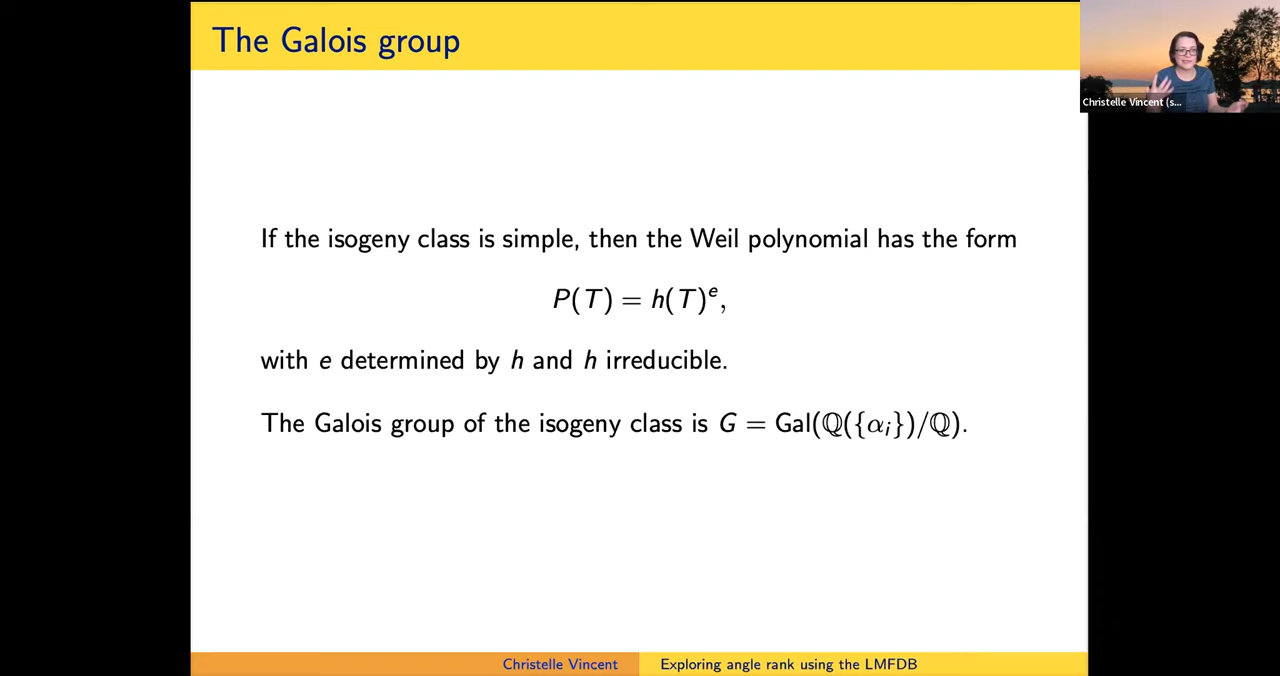 The Galois group
Christelle Vincent (s...
If the isogeny class is simple, then the Weil polynomial has the form
P(T) = h(T)^e,
with e determined by h and h irreducible.
The Galois group of the isogeny class is G = Gal(ℚ({α_i})/ℚ).
Christelle Vincent
Exploring angle rank using the LMFDB